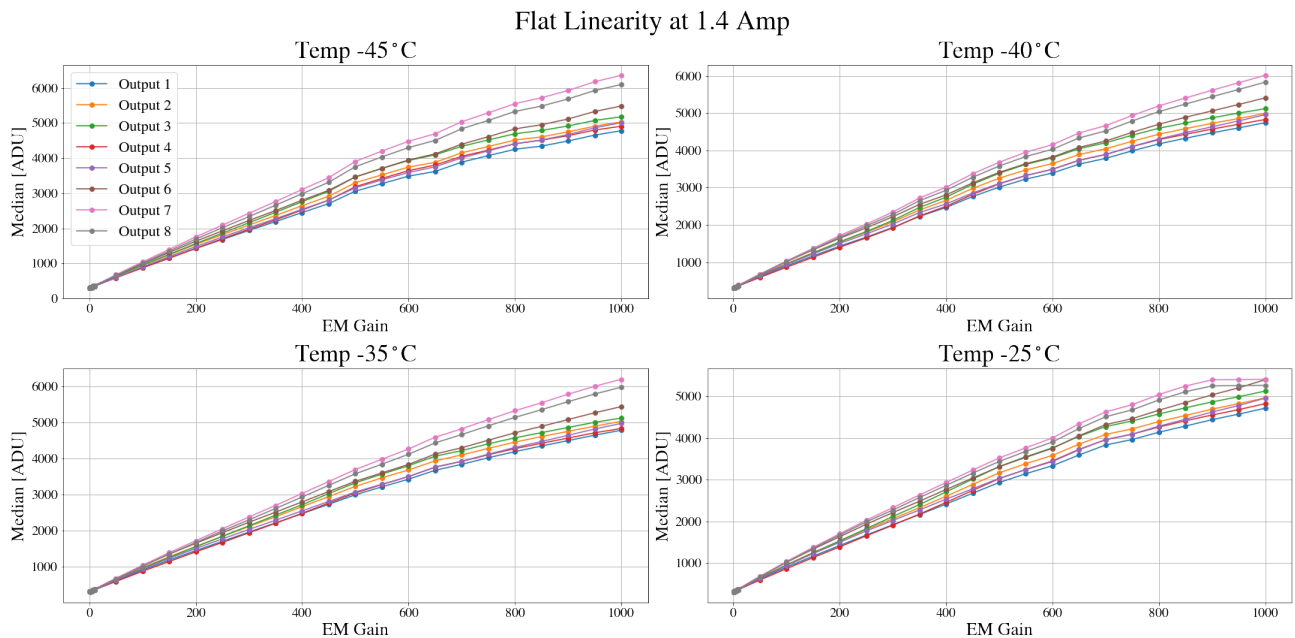 Flat Linearity at 1.4 Amp
Temp -45°C
Output 1
Output 2
Output 3
Output 4
Output 5
Output 6
Output 7
Output 8
6000
5000
4000
3000
2000
1000
0
Median [ADU]
0 200 400 600 800 1000
EM Gain
Temp -40°C
6000
5000
4000
3000
2000
1000
Median [ADU]
0 200 400 600 800 1000
EM Gain
Temp -35°C
6000
5000
4000
3000
2000
1000
Median [ADU]
0 200 400 600 800 1000
EM Gain
Temp -25°C
5000
4000
3000
2000
1000
Median [ADU]
0 200 400 600 800 1000
EM Gain